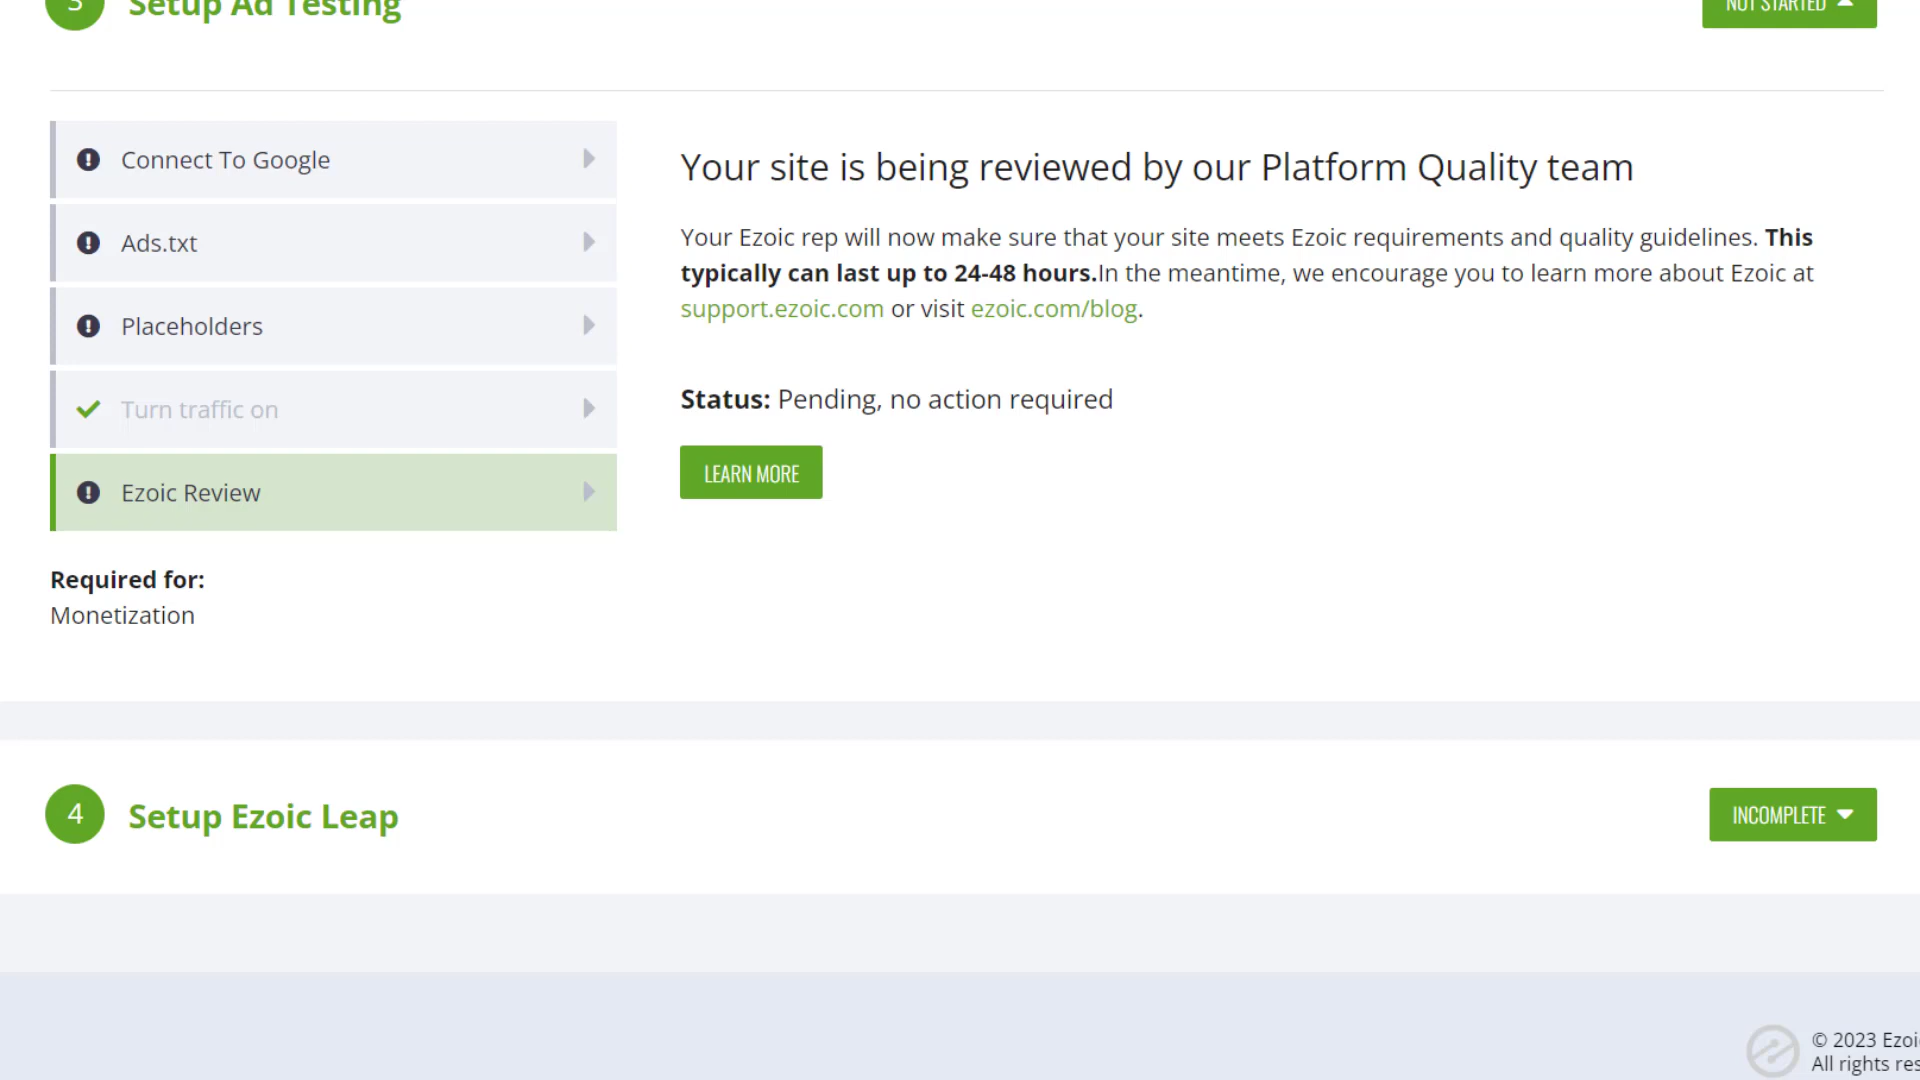 3 Setup Ad Testing
NOT STARTED
Connect To Google
Ads.txt
Placeholders
Turn traffic on
Ezoic Review
Required for:
Monetization
Your site is being reviewed by our Platform Quality team
Your Ezoic rep will now make sure that your site meets Ezoic requirements and quality guidelines. This
typically can last up to 24-48 hours.In the meantime, we encourage you to learn more about Ezoic at
support.ezoic.com or visit ezoic.com/blog.
Status: Pending, no action required
LEARN MORE
4 Setup Ezoic Leap
INCOMPLETE
© 2023 Ezoi
All rights res